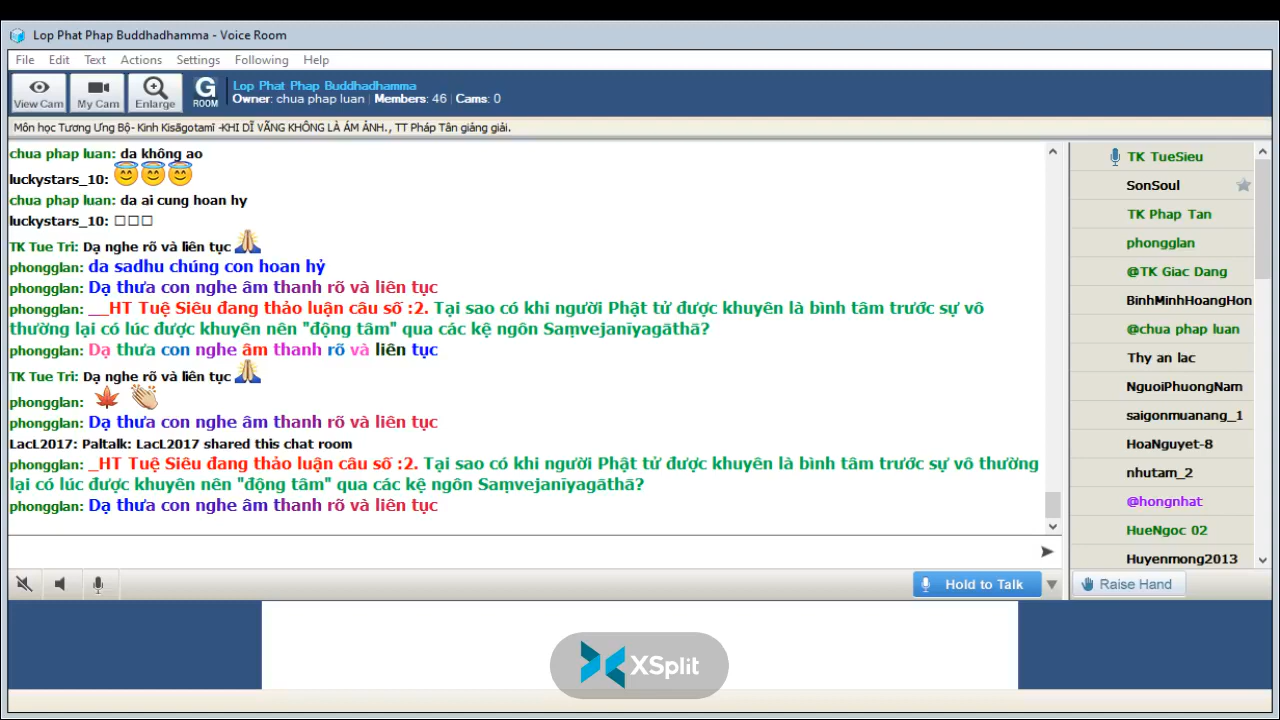 Lop Phat Phap Buddhadhamma - Voice Room
File Edit Text Actions Settings Following Help
View Cam My Cam Enlarge G ROOM
Lop Phat Phap Buddhadhamma
Owner: chua phap luan | Members: 46 | Cams: 0
Môn học Tương Ưng Bộ- Kinh Kisāgotamī -KHI DĨ VÃNG KHÔNG LÀ ÁM ẢNH., TT Pháp Tân giảng giải.
chua phap luan: da không ao
luckystars_10:
chua phap luan: da ai cung hoan hy
luckystars_10: □□□
TK Tue Tri: Dạ nghe rõ và liên tục
phongglan: da sadhu chúng con hoan hỷ
phongglan: Dạ thưa con nghe âm thanh rõ và liên tục
phongglan: __HT Tuệ Siêu đang thảo luận câu số :2. Tại sao có khi người Phật tử được khuyên là bình tâm trước sự vô
thường lại có lúc được khuyên nên "động tâm" qua các kệ ngôn Saṃvejanīyagāthā?
phongglan: Dạ thưa con nghe âm thanh rõ và liên tục
TK Tue Tri: Dạ nghe rõ và liên tục
phongglan:
phongglan: Dạ thưa con nghe âm thanh rõ và liên tục
LacL2017: Paltalk: LacL2017 shared this chat room
phongglan: _HT Tuệ Siêu đang thảo luận câu số :2. Tại sao có khi người Phật tử được khuyên là bình tâm trước sự vô thường
lại có lúc được khuyên nên "động tâm" qua các kệ ngôn Saṃvejanīyagāthā?
phongglan: Dạ thưa con nghe âm thanh rõ và liên tục
TK TueSieu
SonSoul
TK Phap Tan
phongglan
@TK Giac Dang
BinhMinhHoangHon
@chua phap luan
Thy an lac
NguoiPhuongNam
saigonmuanang_1
HoaNguyet-8
nhutam_2
@hongnhat
HueNgoc 02
Huyenmong2013
Hold to Talk
Raise Hand
XSplit